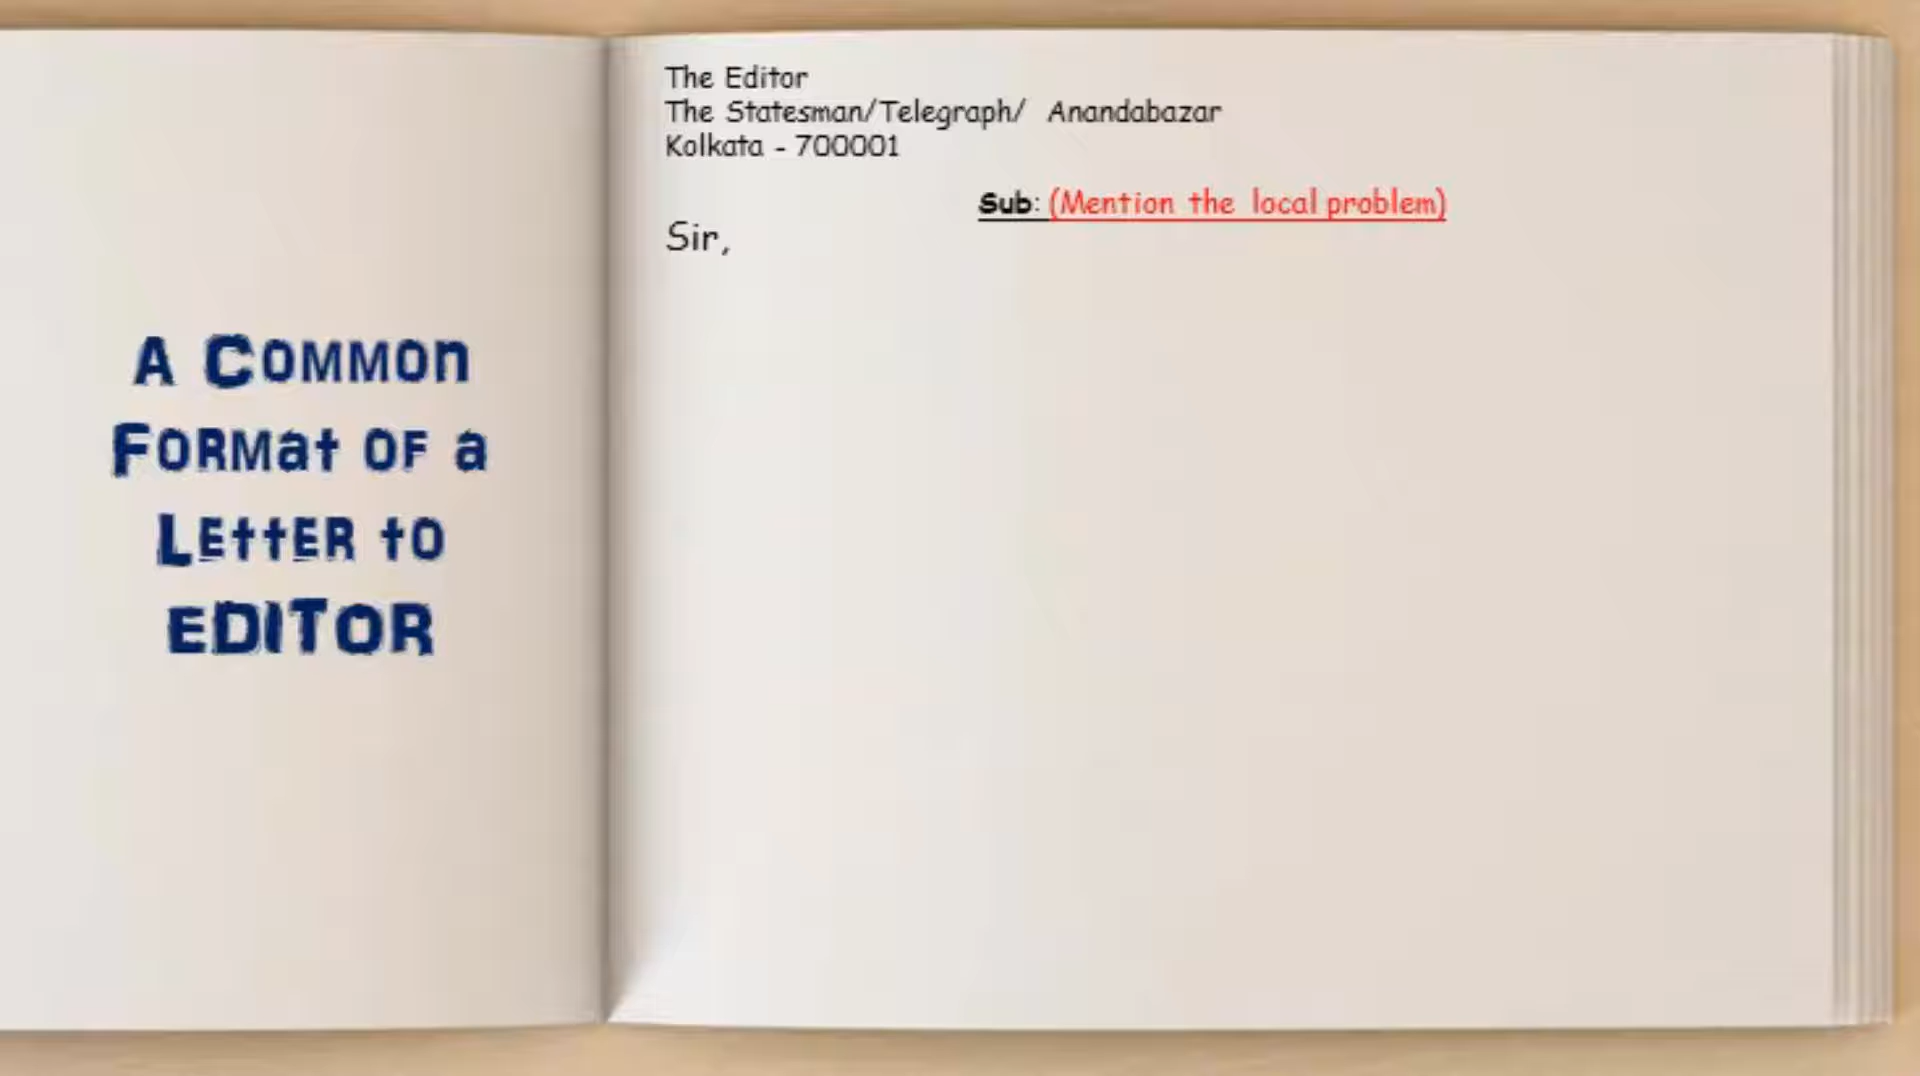 A Common
Format of a
Letter to
EDITOR
The Editor
The Statesman/Telegraph/ Anandabazar
Kolkata - 700001
Sub: (Mention the local problem)
Sir,